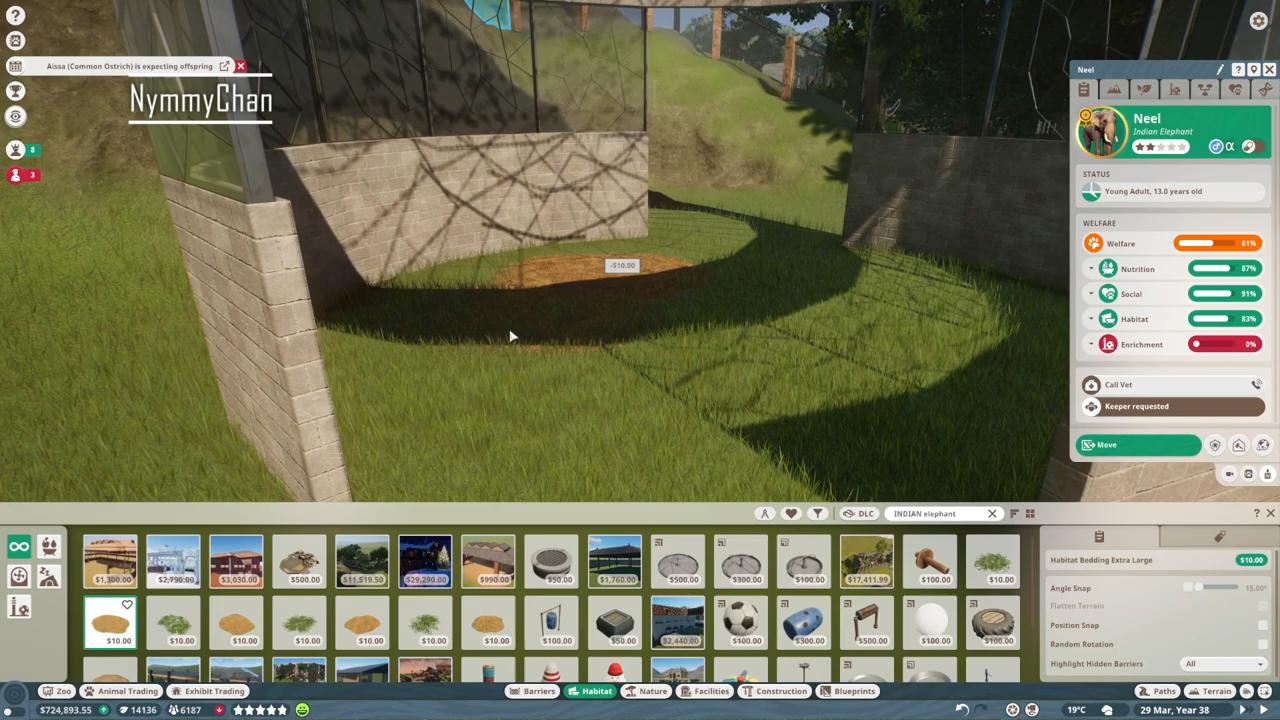 Aissa (Common Ostrich) is expecting offspring
NymmyChan
8
3
-$10.00
Neel
Neel
Indian Elephant
α
STATUS
Young Adult, 13.0 years old
WELFARE
Welfare 61%
Nutrition 87%
Social 91%
Habitat 83%
Enrichment 0%
Call Vet
Keeper requested
Move
DLC INDIAN elephant
$1,300.00 $2,790.00 $3,030.00 $500.00 $11,519.50 $29,290.00 $990.00 $50.00 $1,760.00 $500.00 $300.00 $100.00 $17,411.99 $100.00 $10.00
$10.00 $10.00 $10.00 $10.00 $10.00 $10.00 $10.00 $100.00 $50.00 $2,440.00 $100.00 $300.00 $500.00 $100.00 $100.00
Habitat Bedding Extra Large $10.00
Angle Snap 15.00°
Flatten Terrain
Position Snap
Random Rotation
Highlight Hidden Barriers All
Zoo Animal Trading Exhibit Trading Barriers Habitat Nature Facilities Construction Blueprints Paths Terrain
$724,893.55 14136 6187 19°C 29 Mar, Year 38